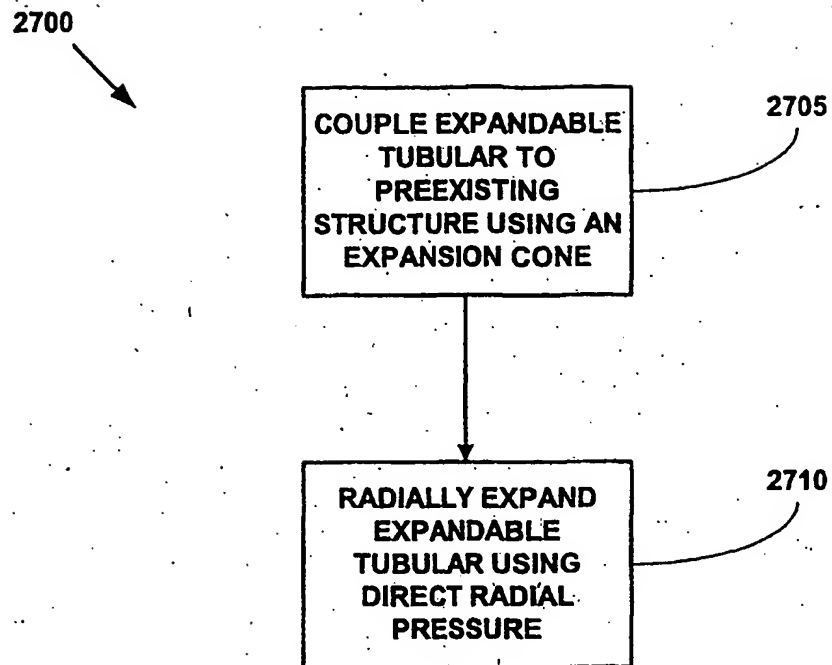 2700
COUPLE EXPANDABLE
TUBULAR TO
PREEXISTING
STRUCTURE USING AN
EXPANSION CONE
2705
RADIALLY EXPAND
EXPANDABLE
TUBULAR USING
DIRECT RADIAL
PRESSURE
2710